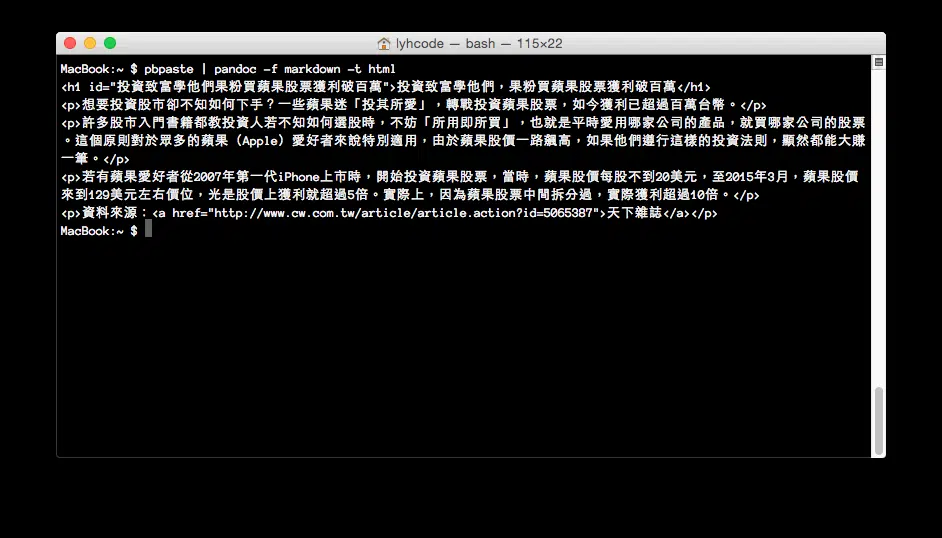 lyhcode — bash — 115×22
MacBook:~ $ pbpaste | pandoc -f markdown -t html
<h1 id="投資致富學他們果粉買蘋果股票獲利破百萬">投資致富學他們，果粉買蘋果股票獲利破百萬</h1>
<p>想要投資股市卻不知如何下手？一些蘋果迷「投其所愛」，轉戰投資蘋果股票，如今獲利已超過百萬台幣。</p>
<p>許多股市入門書籍都教投資人若不知如何選股時，不妨「所用即所買」，也就是平時愛用哪家公司的產品，就買哪家公司的股票
。這個原則對於眾多的蘋果（Apple）愛好者來說特別適用，由於蘋果股價一路飆高，如果他們遵行這樣的投資法則，顯然都能大賺
一筆。</p>
<p>若有蘋果愛好者從2007年第一代iPhone上市時，開始投資蘋果股票，當時，蘋果股價每股不到20美元，至2015年3月，蘋果股價
來到129美元左右價位，光是股價上獲利就超過5倍。實際上，因為蘋果股票中間拆分過，實際獲利超過10倍。</p>
<p>資料來源：<a href="http://www.cw.com.tw/article/article.action?id=5065387">天下雜誌</a></p>
MacBook:~ $